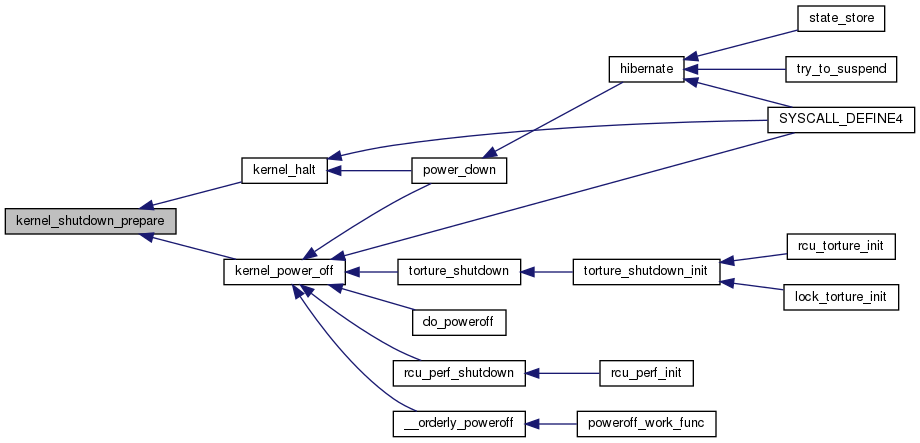 state_store
hibernate
try_to_suspend
SYSCALL_DEFINE4
kernel_halt
power_down
kernel_shutdown_prepare
kernel_power_off
torture_shutdown
torture_shutdown_init
rcu_torture_init
lock_torture_init
do_poweroff
rcu_perf_shutdown
rcu_perf_init
__orderly_poweroff
poweroff_work_func